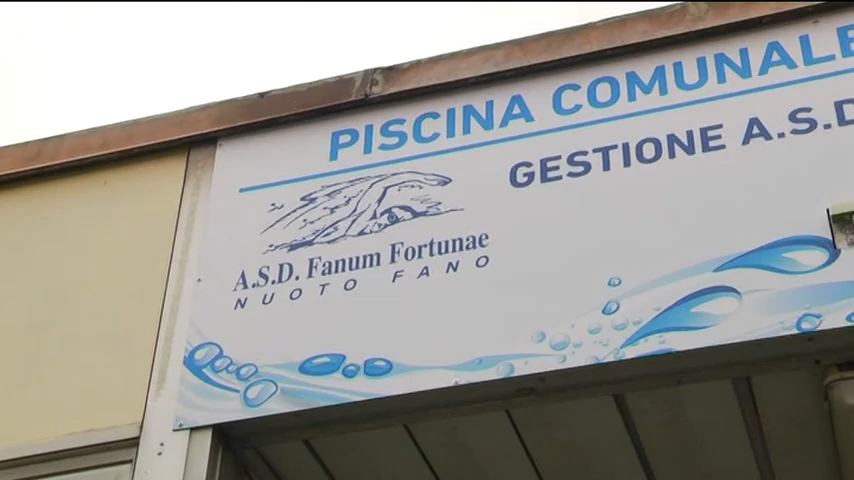 PISCINA COMUNALE
GESTIONE A.S.D
A.S.D. Fanum Fortunae
NUOTO FANO